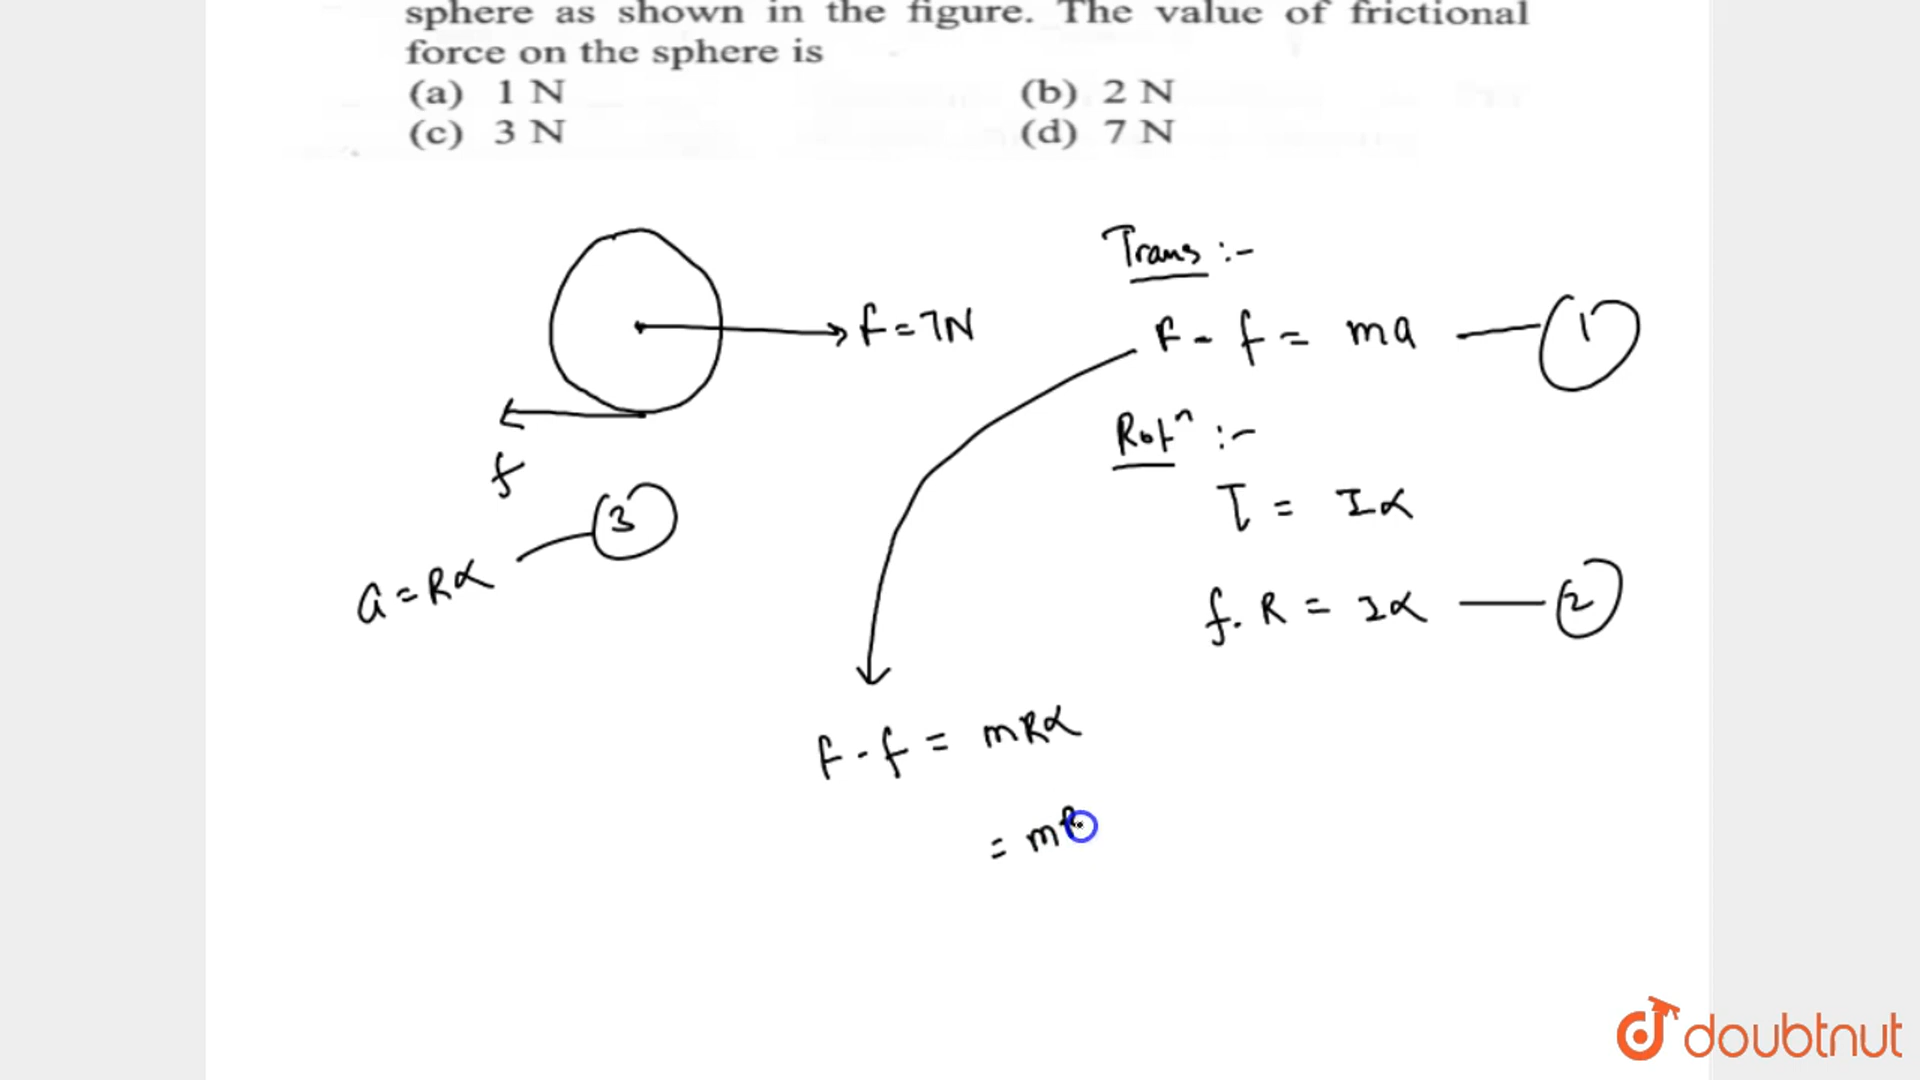 sphere as shown in the figure. The value of frictional
force on the sphere is
(a) 1 N (b) 2 N
(c) 3 N (d) 7 N
Trans :-
F = 7N
F - f = ma — 1
Rotⁿ :-
f
3
τ = Iα
a = Rα
f. R = Iα — 2
F - f = mRα
= mR
doubtnut